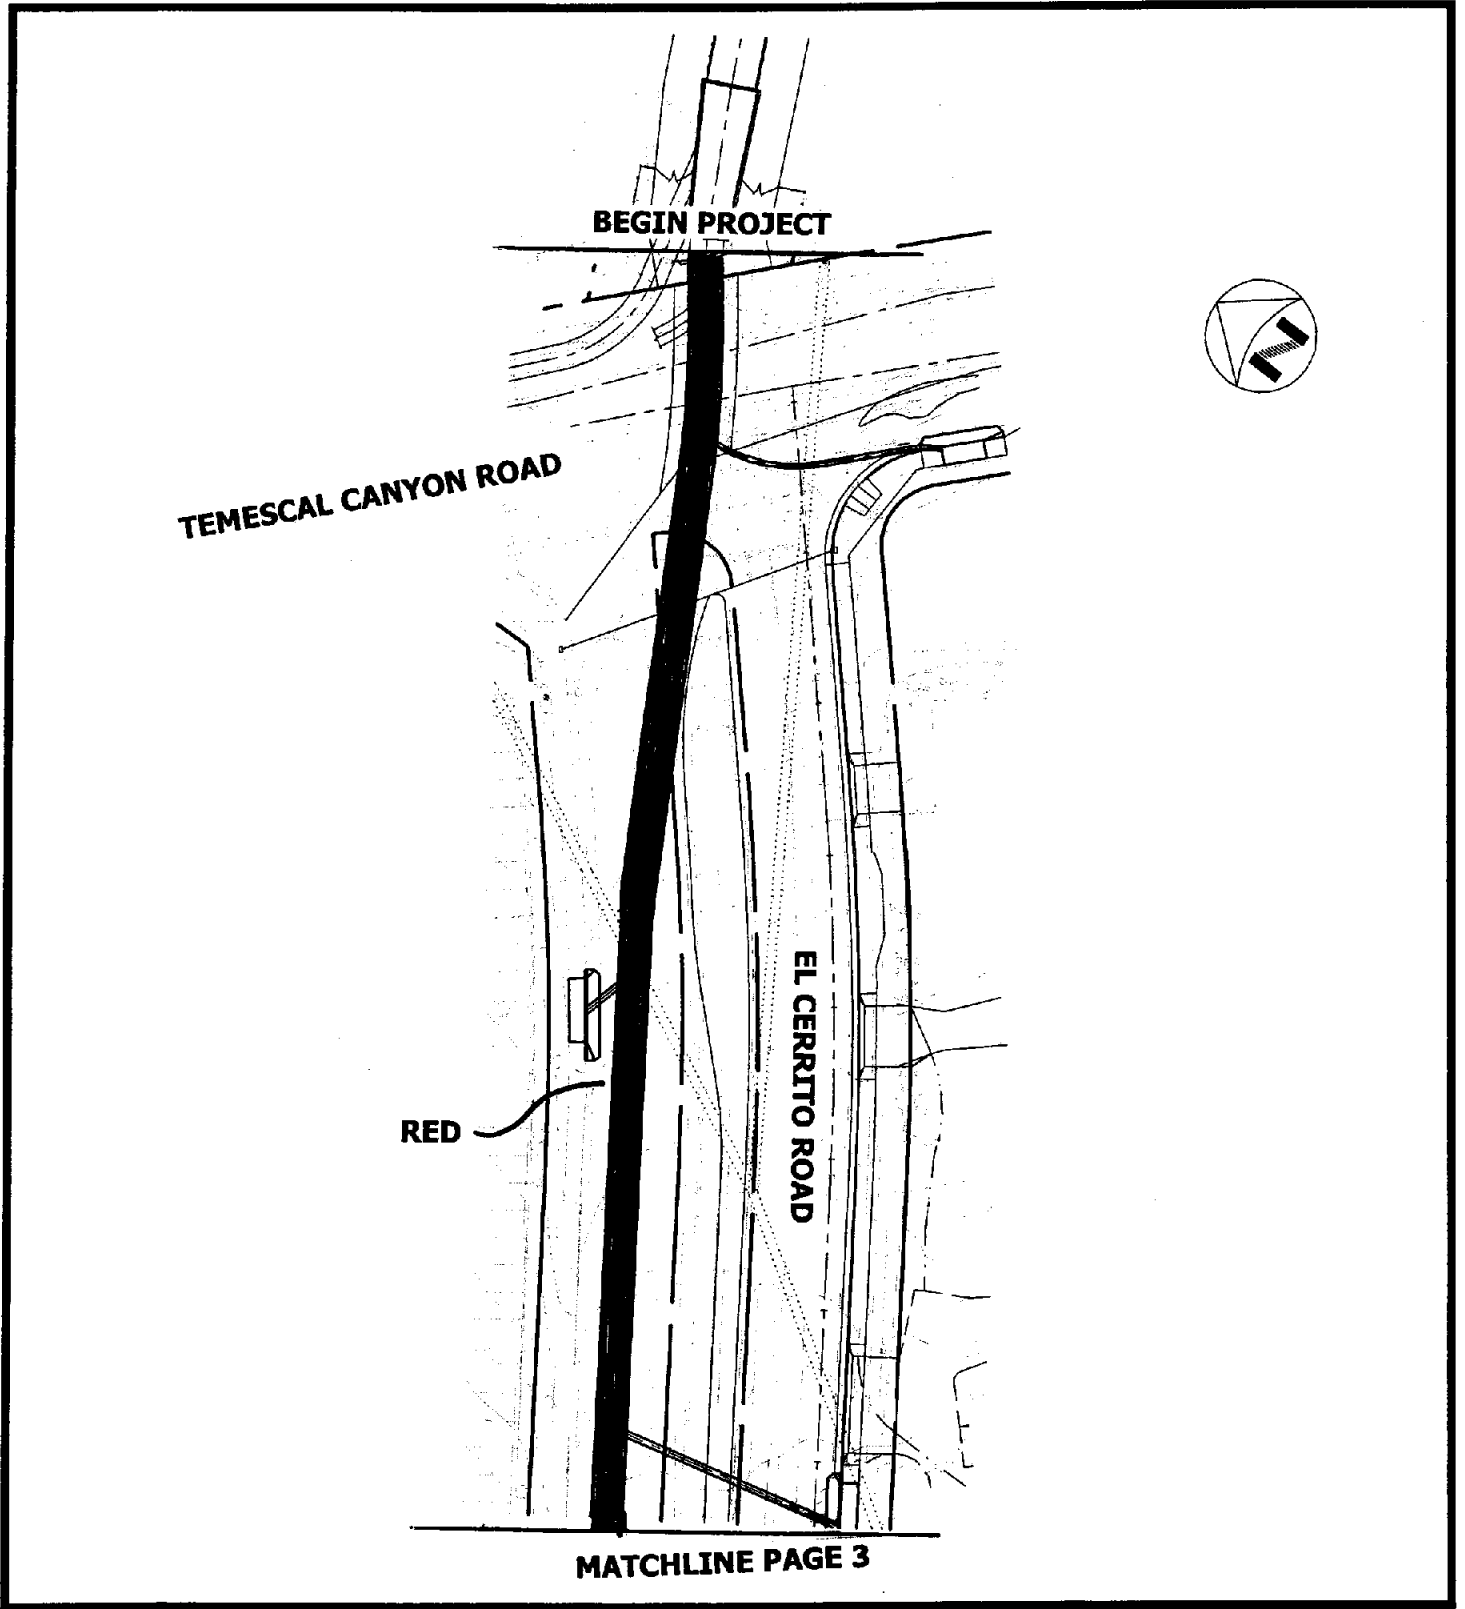 BEGIN PROJECT
TEMESCAL CANYON ROAD
EL CERRITO ROAD
RED
MATCHLINE PAGE 3